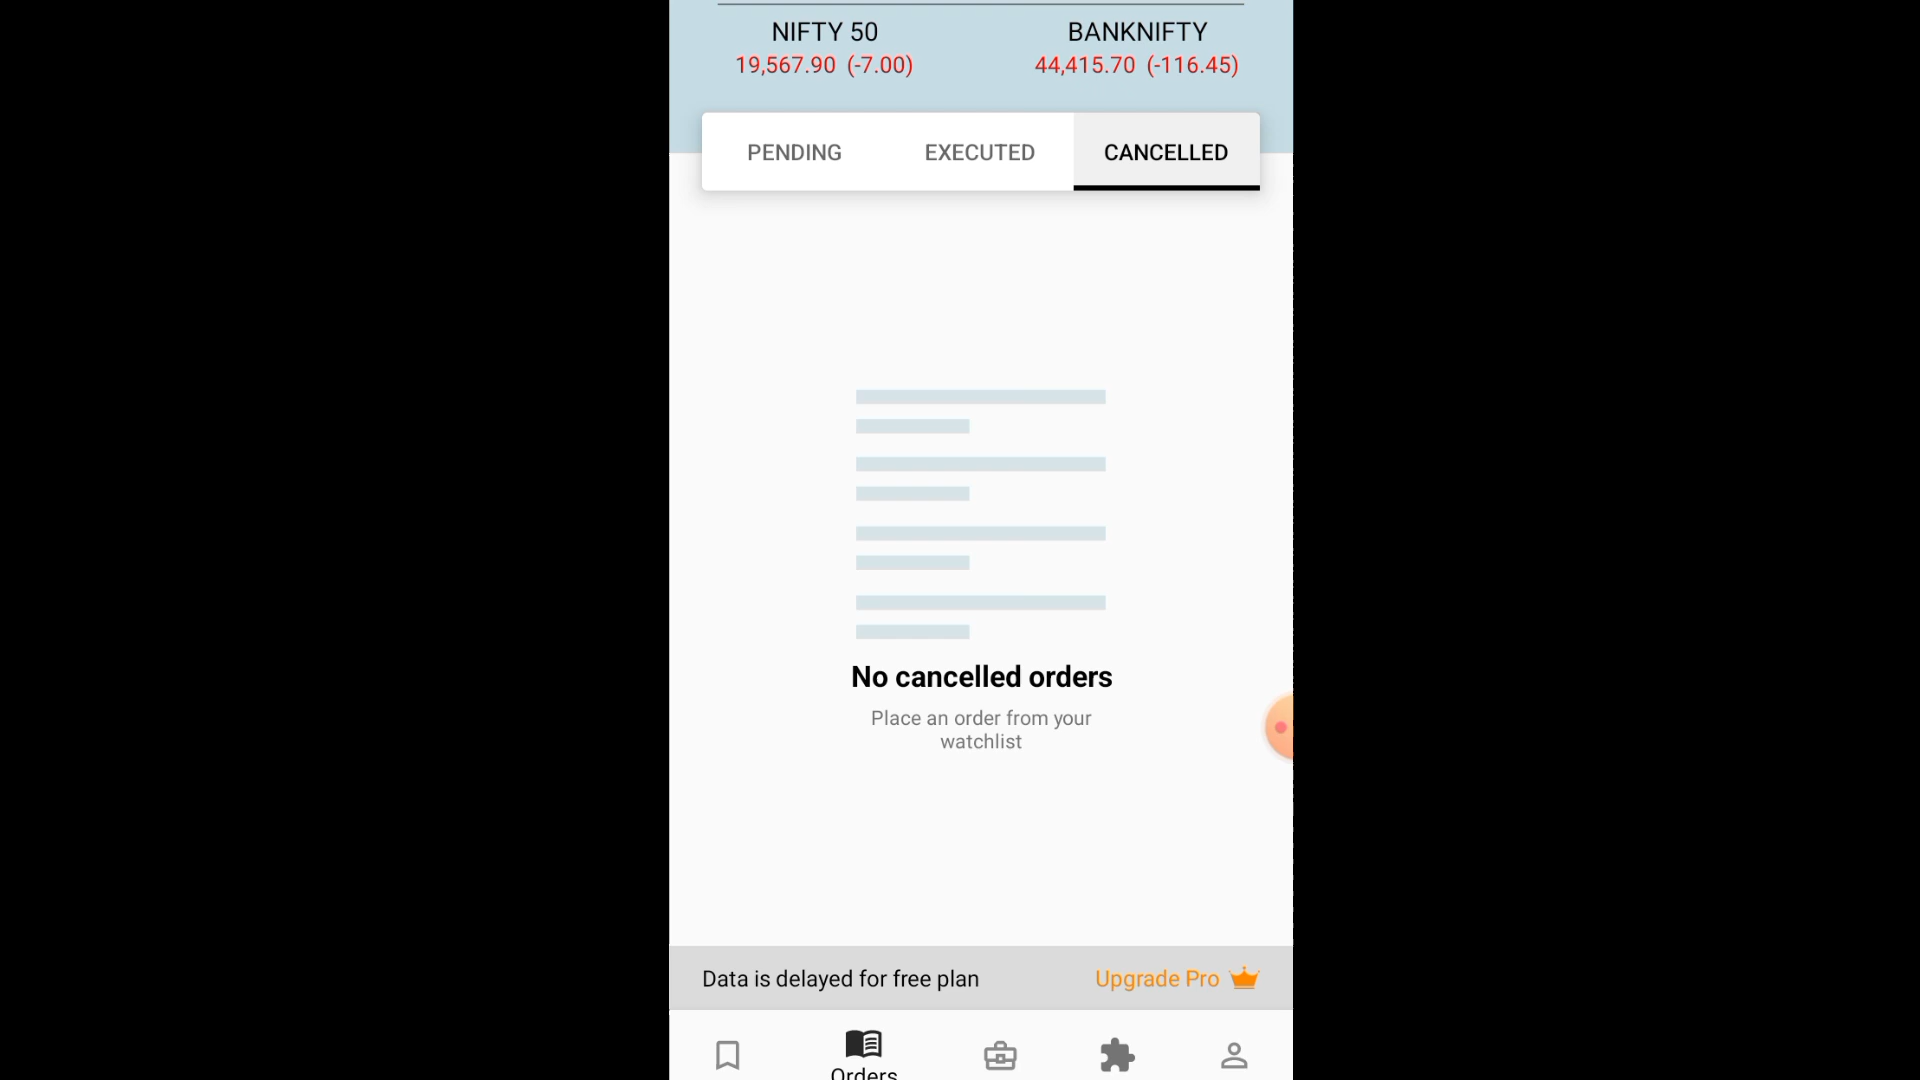 NIFTY 50 BANKNIFTY
19,567.90 (-7.00) 44,415.70 (-116.45)
PENDING EXECUTED CANCELLED
No cancelled orders
Place an order from your
watchlist
Data is delayed for free plan Upgrade Pro
Orders